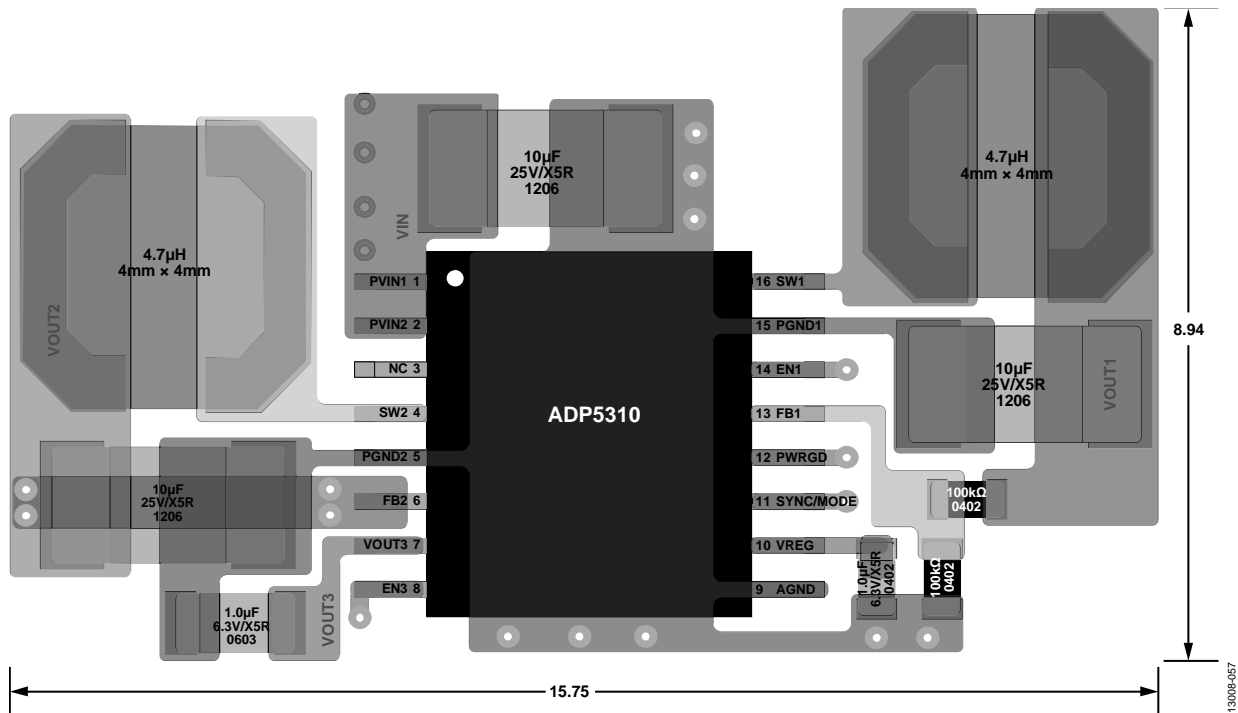 10µF
25V/X5R
1206
VIN
4.7µH
4mm × 4mm
4.7µH
4mm × 4mm
VOUT2
PVIN1 1
PVIN2 2
NC 3
SW2 4
PGND2 5
FB2 6
VOUT3 7
EN3 8
ADP5310
16 SW1
15 PGND1
14 EN1
13 FB1
12 PWRGD
11 SYNC/MODE
10 VREG
9 AGND
10µF
25V/X5R
1206
VOUT1
8.94
10µF
25V/X5R
1206
100kΩ
0402
1.0µF
6.3V/X5R
0402
100kΩ
0402
1.0µF
6.3V/X5R
0603
VOUT3
15.75
13008-057